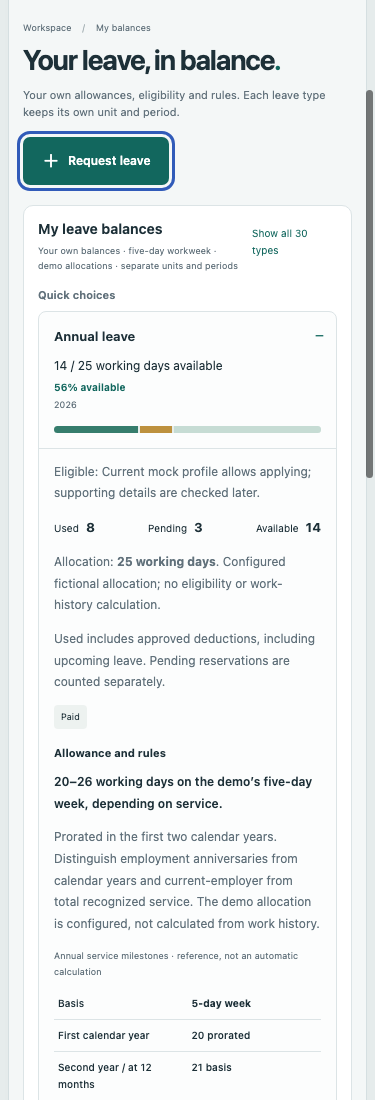 Workspace / My balances
Your leave, in balance.
Your own allowances, eligibility and rules. Each leave type
keeps its own unit and period.
+ Request leave
My leave balances
Show all 30
types
Your own balances · five-day workweek ·
demo allocations · separate units and periods
Quick choices
Annual leave −
14 / 25 working days available
56% available
2026
Eligible: Current mock profile allows applying;
supporting details are checked later.
Used 8 Pending 3 Available 14
Allocation: 25 working days. Configured
fictional allocation; no eligibility or work-
history calculation.
Used includes approved deductions, including
upcoming leave. Pending reservations are
counted separately.
Paid
Allowance and rules
20–26 working days on the demo’s five-day
week, depending on service.
Prorated in the first two calendar years.
Distinguish employment anniversaries from
calendar years and current-employer from
total recognized service. The demo allocation
is configured, not calculated from work history.
Annual service milestones · reference, not an automatic
calculation
Basis 5-day week
First calendar year 20 prorated
Second year / at 12 21 basis
months